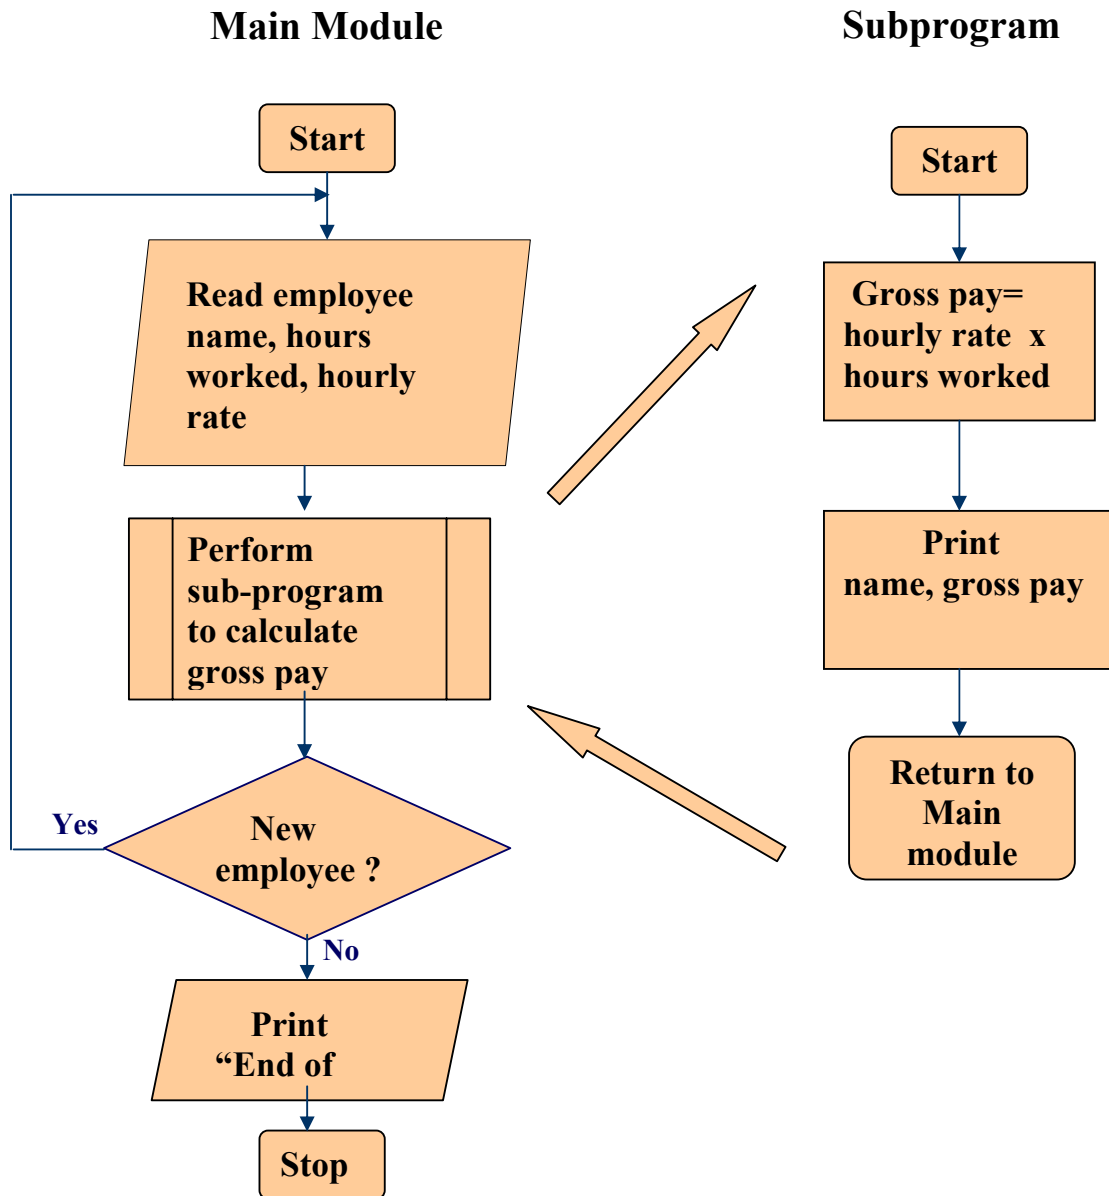 Main Module
Start
Read employee
name, hours
worked, hourly
rate
Perform
sub-program
to calculate
gross pay
New
employee ?
Yes
No
Print
“End of
Stop
Subprogram
Start
Gross pay=
hourly rate x
hours worked
Print
name, gross pay
Return to
Main
module